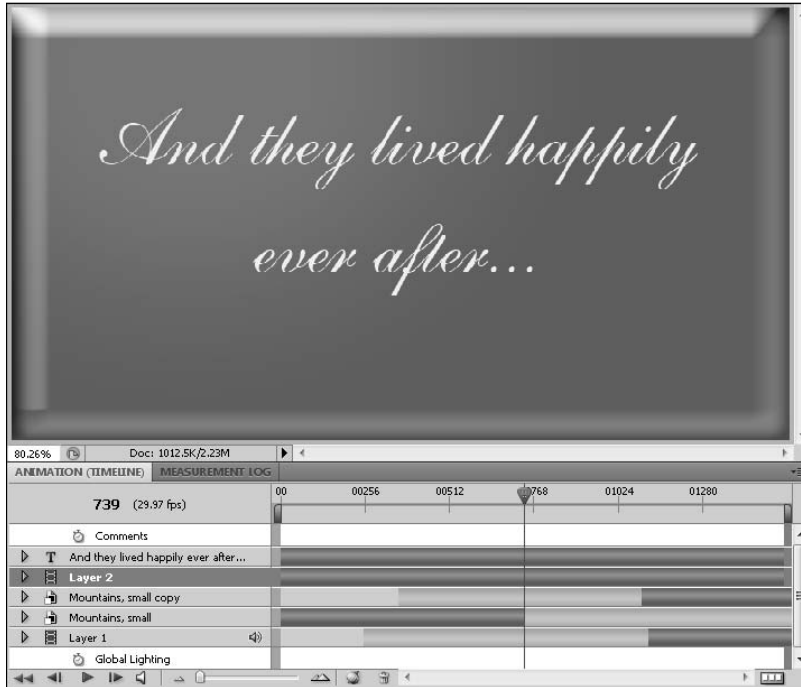 And they lived happily
ever after...
80.26% Doc: 1012.5K/2.23M
ANIMATION (TIMELINE) MEASUREMENT LOG
739 (29.97 fps) 00 00256 00512 00768 01024 01280
Comments
T And they lived happily ever after...
Layer 2
Mountains, small copy
Mountains, small
Layer 1
Global Lighting